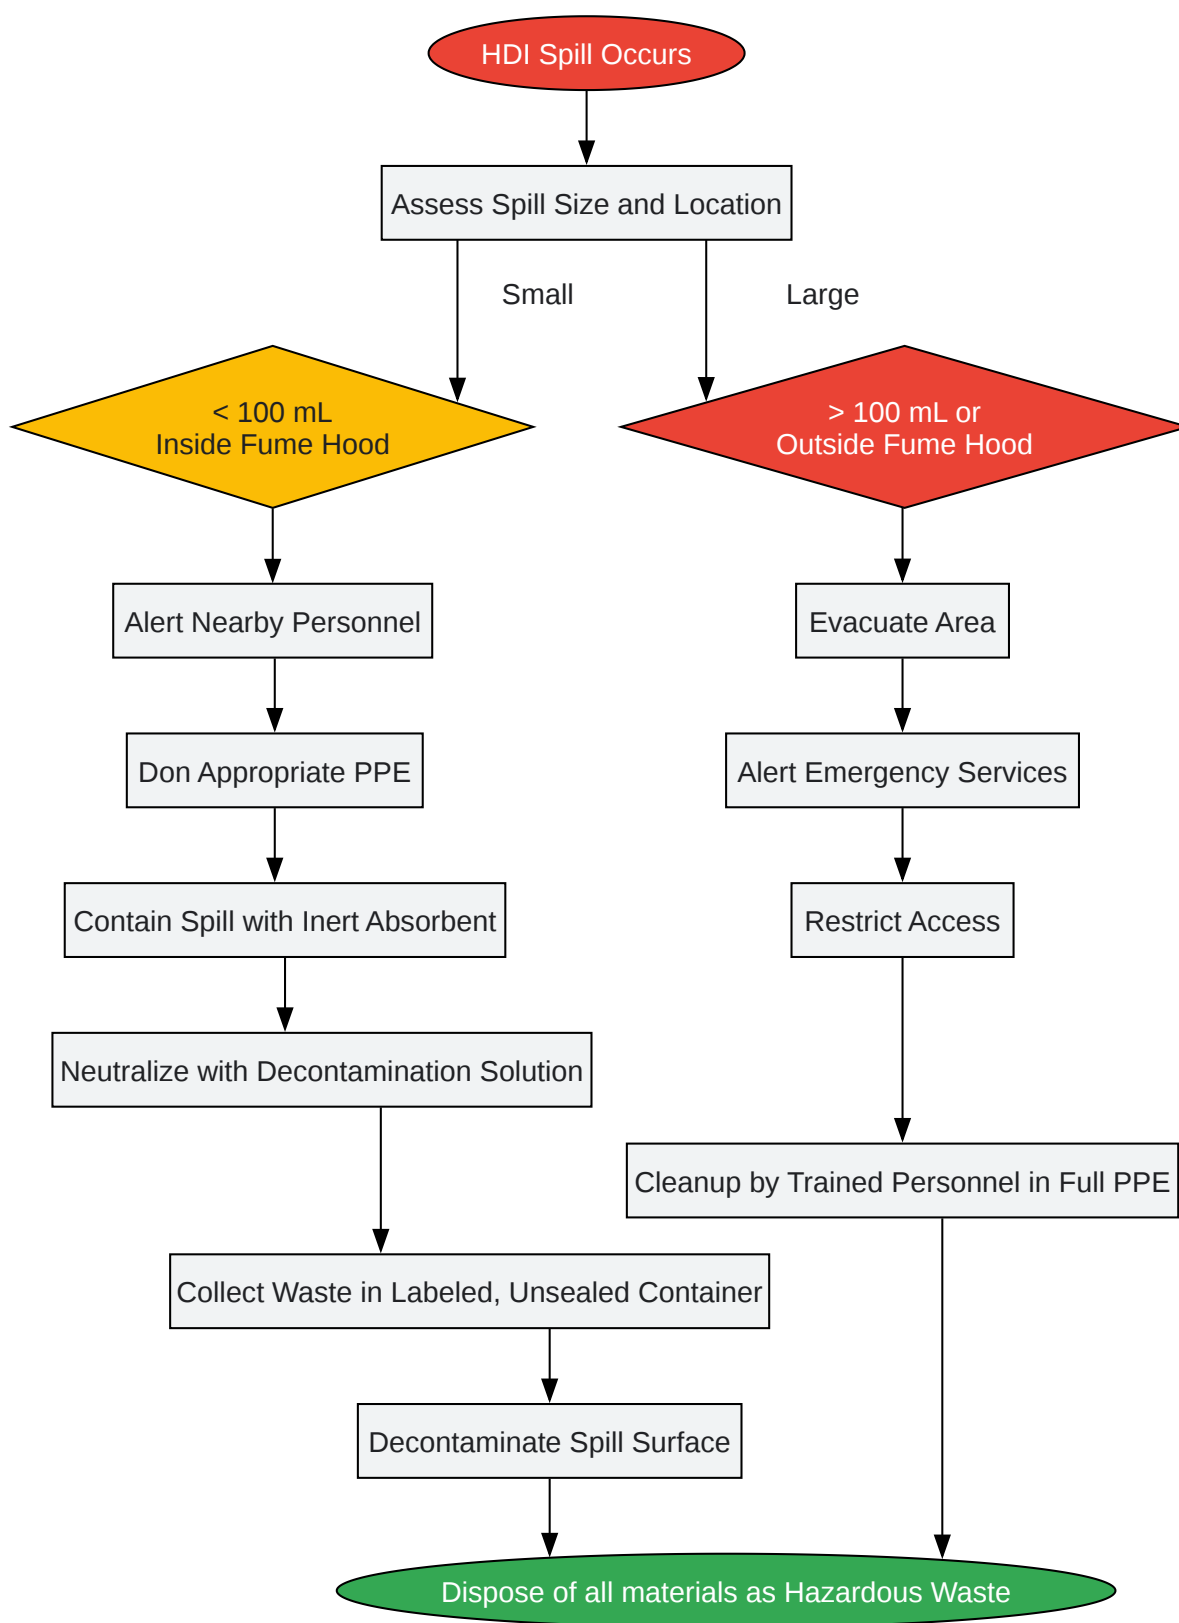 HDI Spill Occurs
Assess Spill Size and Location
Small
Large
< 100 mL
Inside Fume Hood
> 100 mL or
Outside Fume Hood
Alert Nearby Personnel
Evacuate Area
Don Appropriate PPE
Alert Emergency Services
Contain Spill with Inert Absorbent
Restrict Access
Neutralize with Decontamination Solution
Cleanup by Trained Personnel in Full PPE
Collect Waste in Labeled, Unsealed Container
Decontaminate Spill Surface
Dispose of all materials as Hazardous Waste